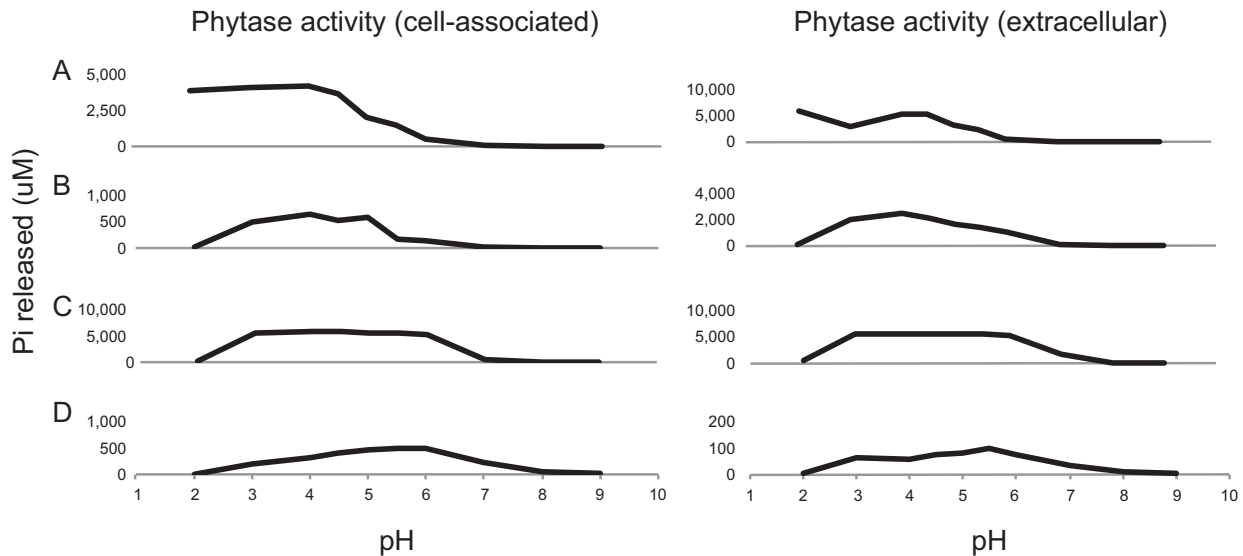 Phytase activity (cell-associated)
Phytase activity (extracellular)
Pi released (uM)
A
5,000
2,500
0
10,000
5,000
0
B
1,000
500
0
4,000
2,000
0
C
10,000
5,000
0
10,000
5,000
0
D
1,000
500
0
200
100
0
1 2 3 4 5 6 7 8 9 10
1 2 3 4 5 6 7 8 9 10
pH
pH